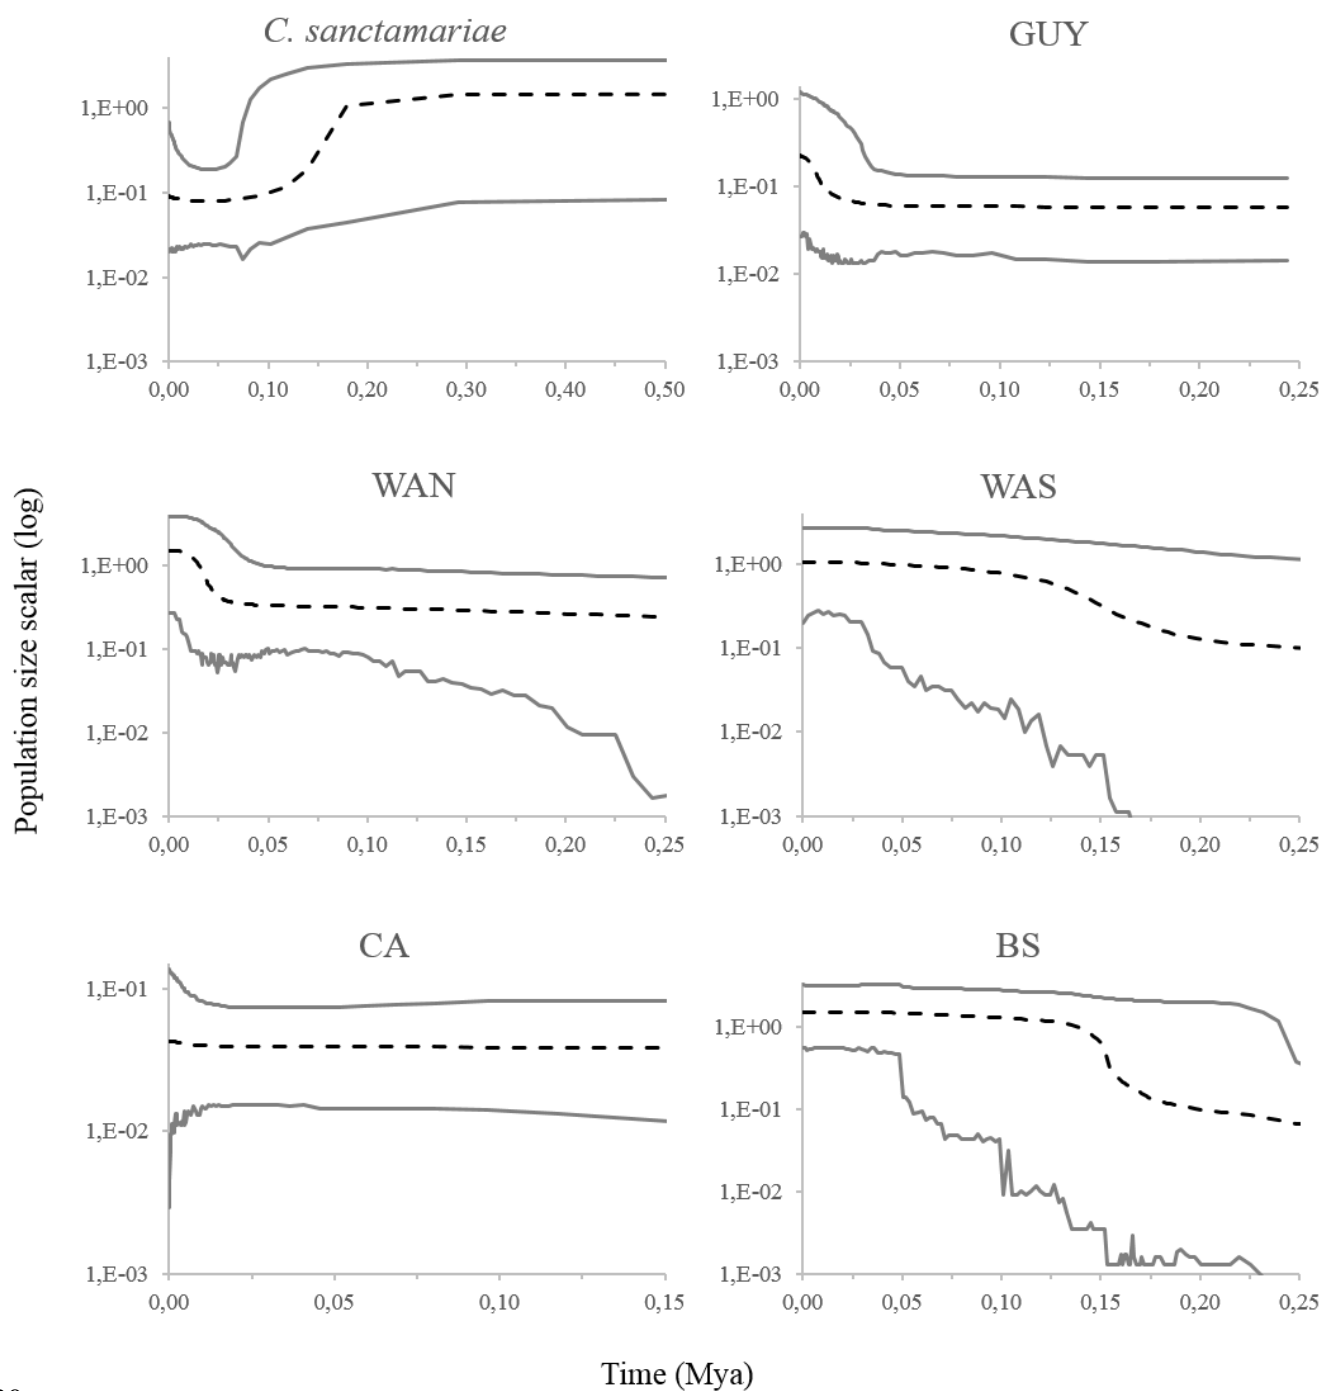 C. sanctamariae
1,E+00
1,E-01
1,E-02
1,E-03
0,00 0,10 0,20 0,30 0,40 0,50
GUY
1,E+00
1,E-01
1,E-02
1,E-03
0,00 0,05 0,10 0,15 0,20 0,25
Population size scalar (log)
WAN
1,E+00
1,E-01
1,E-02
1,E-03
0,00 0,05 0,10 0,15 0,20 0,25
WAS
1,E+00
1,E-01
1,E-02
1,E-03
0,00 0,05 0,10 0,15 0,20 0,25
CA
1,E-01
1,E-02
1,E-03
0,00 0,05 0,10 0,15
BS
1,E+00
1,E-01
1,E-02
1,E-03
0,00 0,05 0,10 0,15 0,20 0,25
Time (Mya)